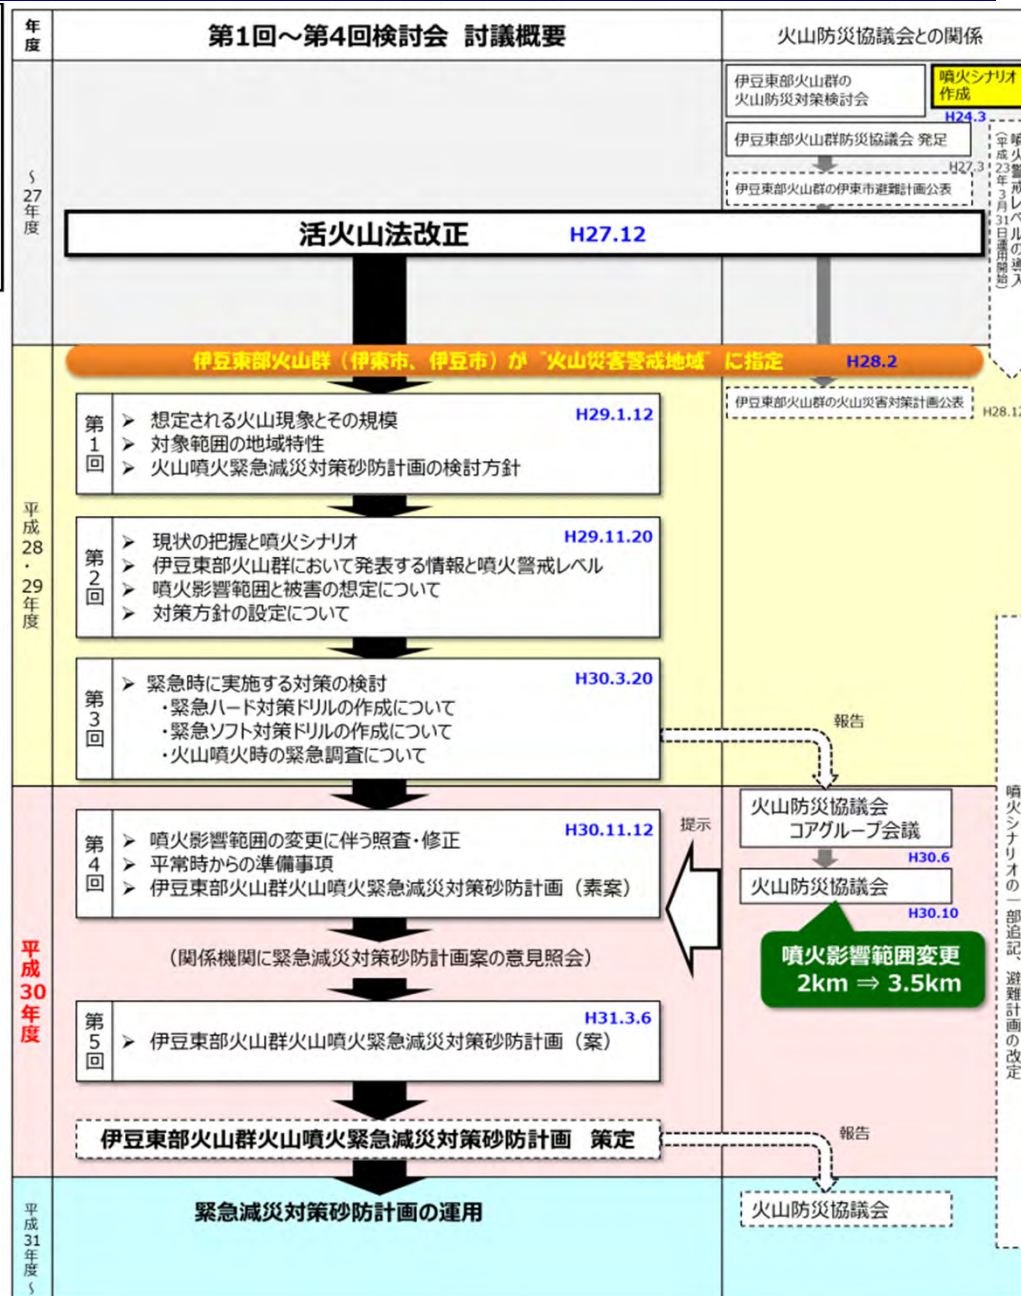 年度
第1回～第4回検討会 討議概要
火山防災協議会との関係
～27年度
伊豆東部火山群の
火山防災対策検討会
噴火シナリオ
作成
H24.3
伊豆東部火山群防災協議会 発足
H27.3
伊豆東部火山群の伊東市避難計画公表
噴火警戒レベルの導入
（平成23年3月31日運用開始）
活火山法改正 H27.12
伊豆東部火山群（伊東市、伊豆市）が “火山災害警戒地域” に指定 H28.2
平成28・29年度
伊豆東部火山群の火山災害対策計画公表
H28.12
第1回
H29.1.12
➢ 想定される火山現象とその規模
➢ 対象範囲の地域特性
➢ 火山噴火緊急減災対策砂防計画の検討方針
第2回
H29.11.20
➢ 現状の把握と噴火シナリオ
➢ 伊豆東部火山群において発表する情報と噴火警戒レベル
➢ 噴火影響範囲と被害の想定について
➢ 対策方針の設定について
第3回
H30.3.20
➢ 緊急時に実施する対策の検討
・緊急ハード対策ドリルの作成について
・緊急ソフト対策ドリルの作成について
・火山噴火時の緊急調査について
報告
平成30年度
火山防災協議会
コアグループ会議
H30.6
火山防災協議会
H30.10
噴火影響範囲変更
2km ⇒ 3.5km
提示
第4回
H30.11.12
➢ 噴火影響範囲の変更に伴う照査・修正
➢ 平常時からの準備事項
➢ 伊豆東部火山群火山噴火緊急減災対策砂防計画（素案）
（関係機関に緊急減災対策砂防計画案の意見照会）
第5回
H31.3.6
➢ 伊豆東部火山群火山噴火緊急減災対策砂防計画（案）
伊豆東部火山群火山噴火緊急減災対策砂防計画 策定
報告
噴火シナリオの一部追記、避難計画の改定
平成31年度～
緊急減災対策砂防計画の運用
火山防災協議会